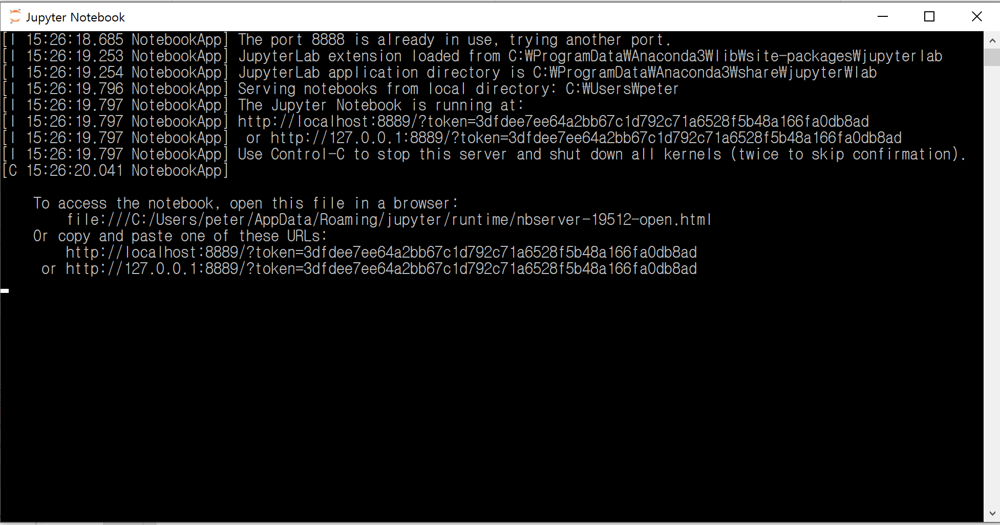 Jupyter Notebook
[I 15:26:18.685 NotebookApp] The port 8888 is already in use, trying another port.
[I 15:26:19.253 NotebookApp] JupyterLab extension loaded from C:₩ProgramData₩Anaconda3₩lib₩site-packages₩jupyterlab
[I 15:26:19.254 NotebookApp] JupyterLab application directory is C:₩ProgramData₩Anaconda3₩share₩jupyter₩lab
[I 15:26:19.796 NotebookApp] Serving notebooks from local directory: C:₩Users₩peter
[I 15:26:19.797 NotebookApp] The Jupyter Notebook is running at:
[I 15:26:19.797 NotebookApp] http://localhost:8889/?token=3dfdee7ee64a2bb67c1d792c71a6528f5b48a166fa0db8ad
[I 15:26:19.797 NotebookApp]  or http://127.0.0.1:8889/?token=3dfdee7ee64a2bb67c1d792c71a6528f5b48a166fa0db8ad
[I 15:26:19.797 NotebookApp] Use Control-C to stop this server and shut down all kernels (twice to skip confirmation).
[C 15:26:20.041 NotebookApp]
To access the notebook, open this file in a browser:
file:///C:/Users/peter/AppData/Roaming/jupyter/runtime/nbserver-19512-open.html
Or copy and paste one of these URLs:
http://localhost:8889/?token=3dfdee7ee64a2bb67c1d792c71a6528f5b48a166fa0db8ad
or http://127.0.0.1:8889/?token=3dfdee7ee64a2bb67c1d792c71a6528f5b48a166fa0db8ad